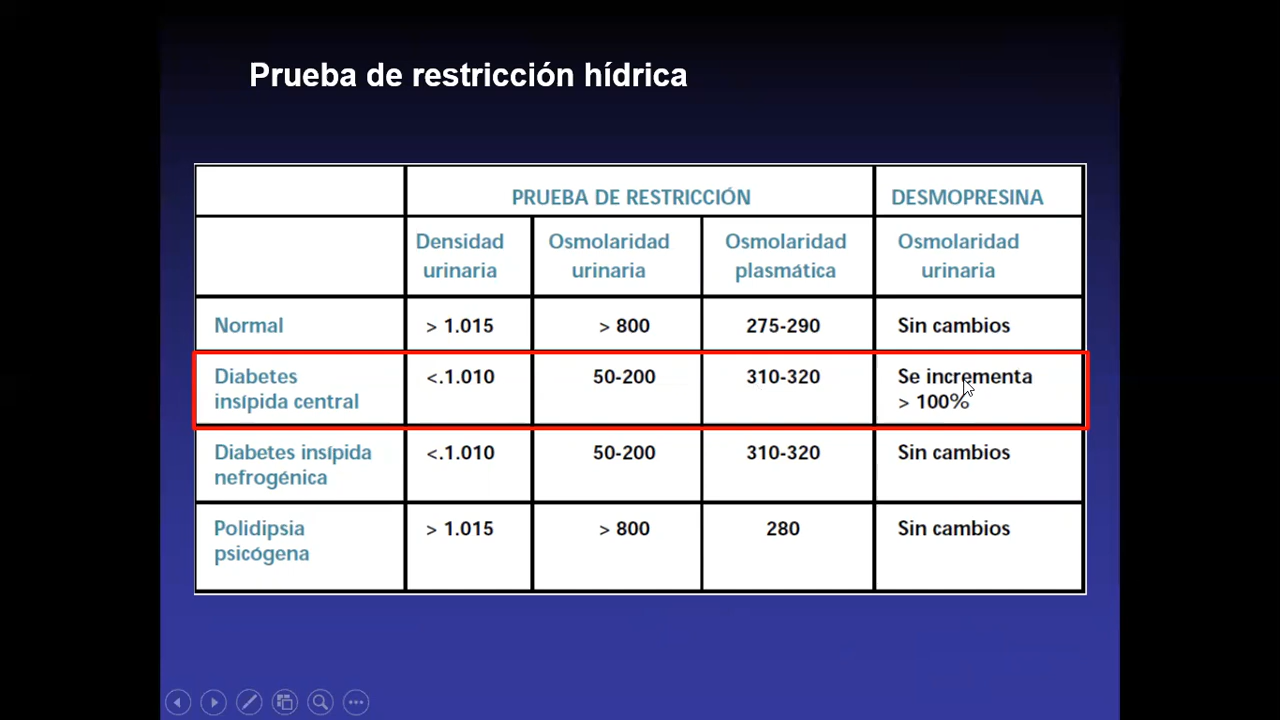 Prueba de restricción hídrica
PRUEBA DE RESTRICCIÓN DESMOPRESINA
Densidad urinaria Osmolaridad urinaria Osmolaridad plasmática Osmolaridad urinaria
Normal > 1.015 > 800 275-290 Sin cambios
Diabetes insípida central <.1.010 50-200 310-320 Se incrementa > 100%
Diabetes insípida nefrogénica <.1.010 50-200 310-320 Sin cambios
Polidipsia psicógena > 1.015 > 800 280 Sin cambios